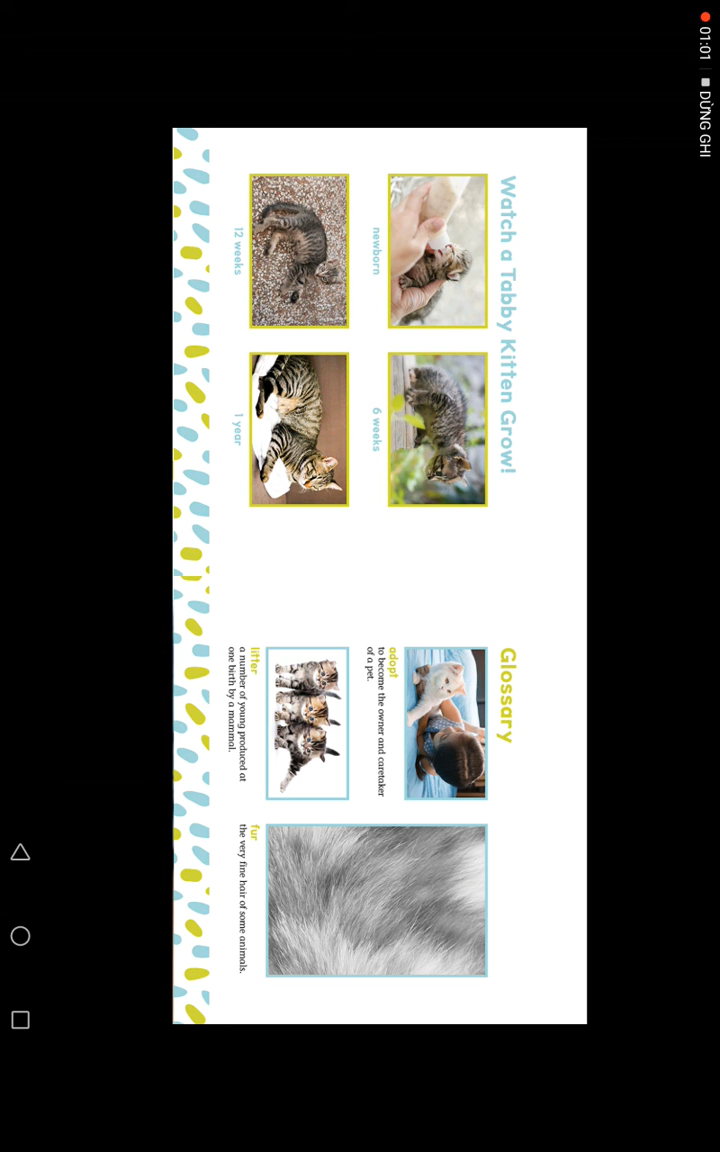 01:01 DỪNG GHI
Watch a Tabby Kitten Grow!
newborn
6 weeks
12 weeks
1 year
Glossary
adopt
to become the owner and caretaker
of a pet.
litter
a number of young produced at
one birth by a mammal.
fur
the very fine hair of some animals.